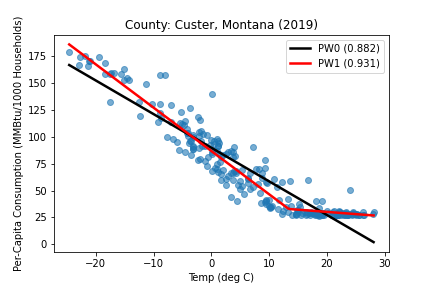 County: Custer, Montana (2019)
Per-Capita Consumption (MMBtu/1000 Households)
175
150
125
100
75
50
25
0
PW0 (0.882)
PW1 (0.931)
−20 −10 0 10 20 30
Temp (deg C)